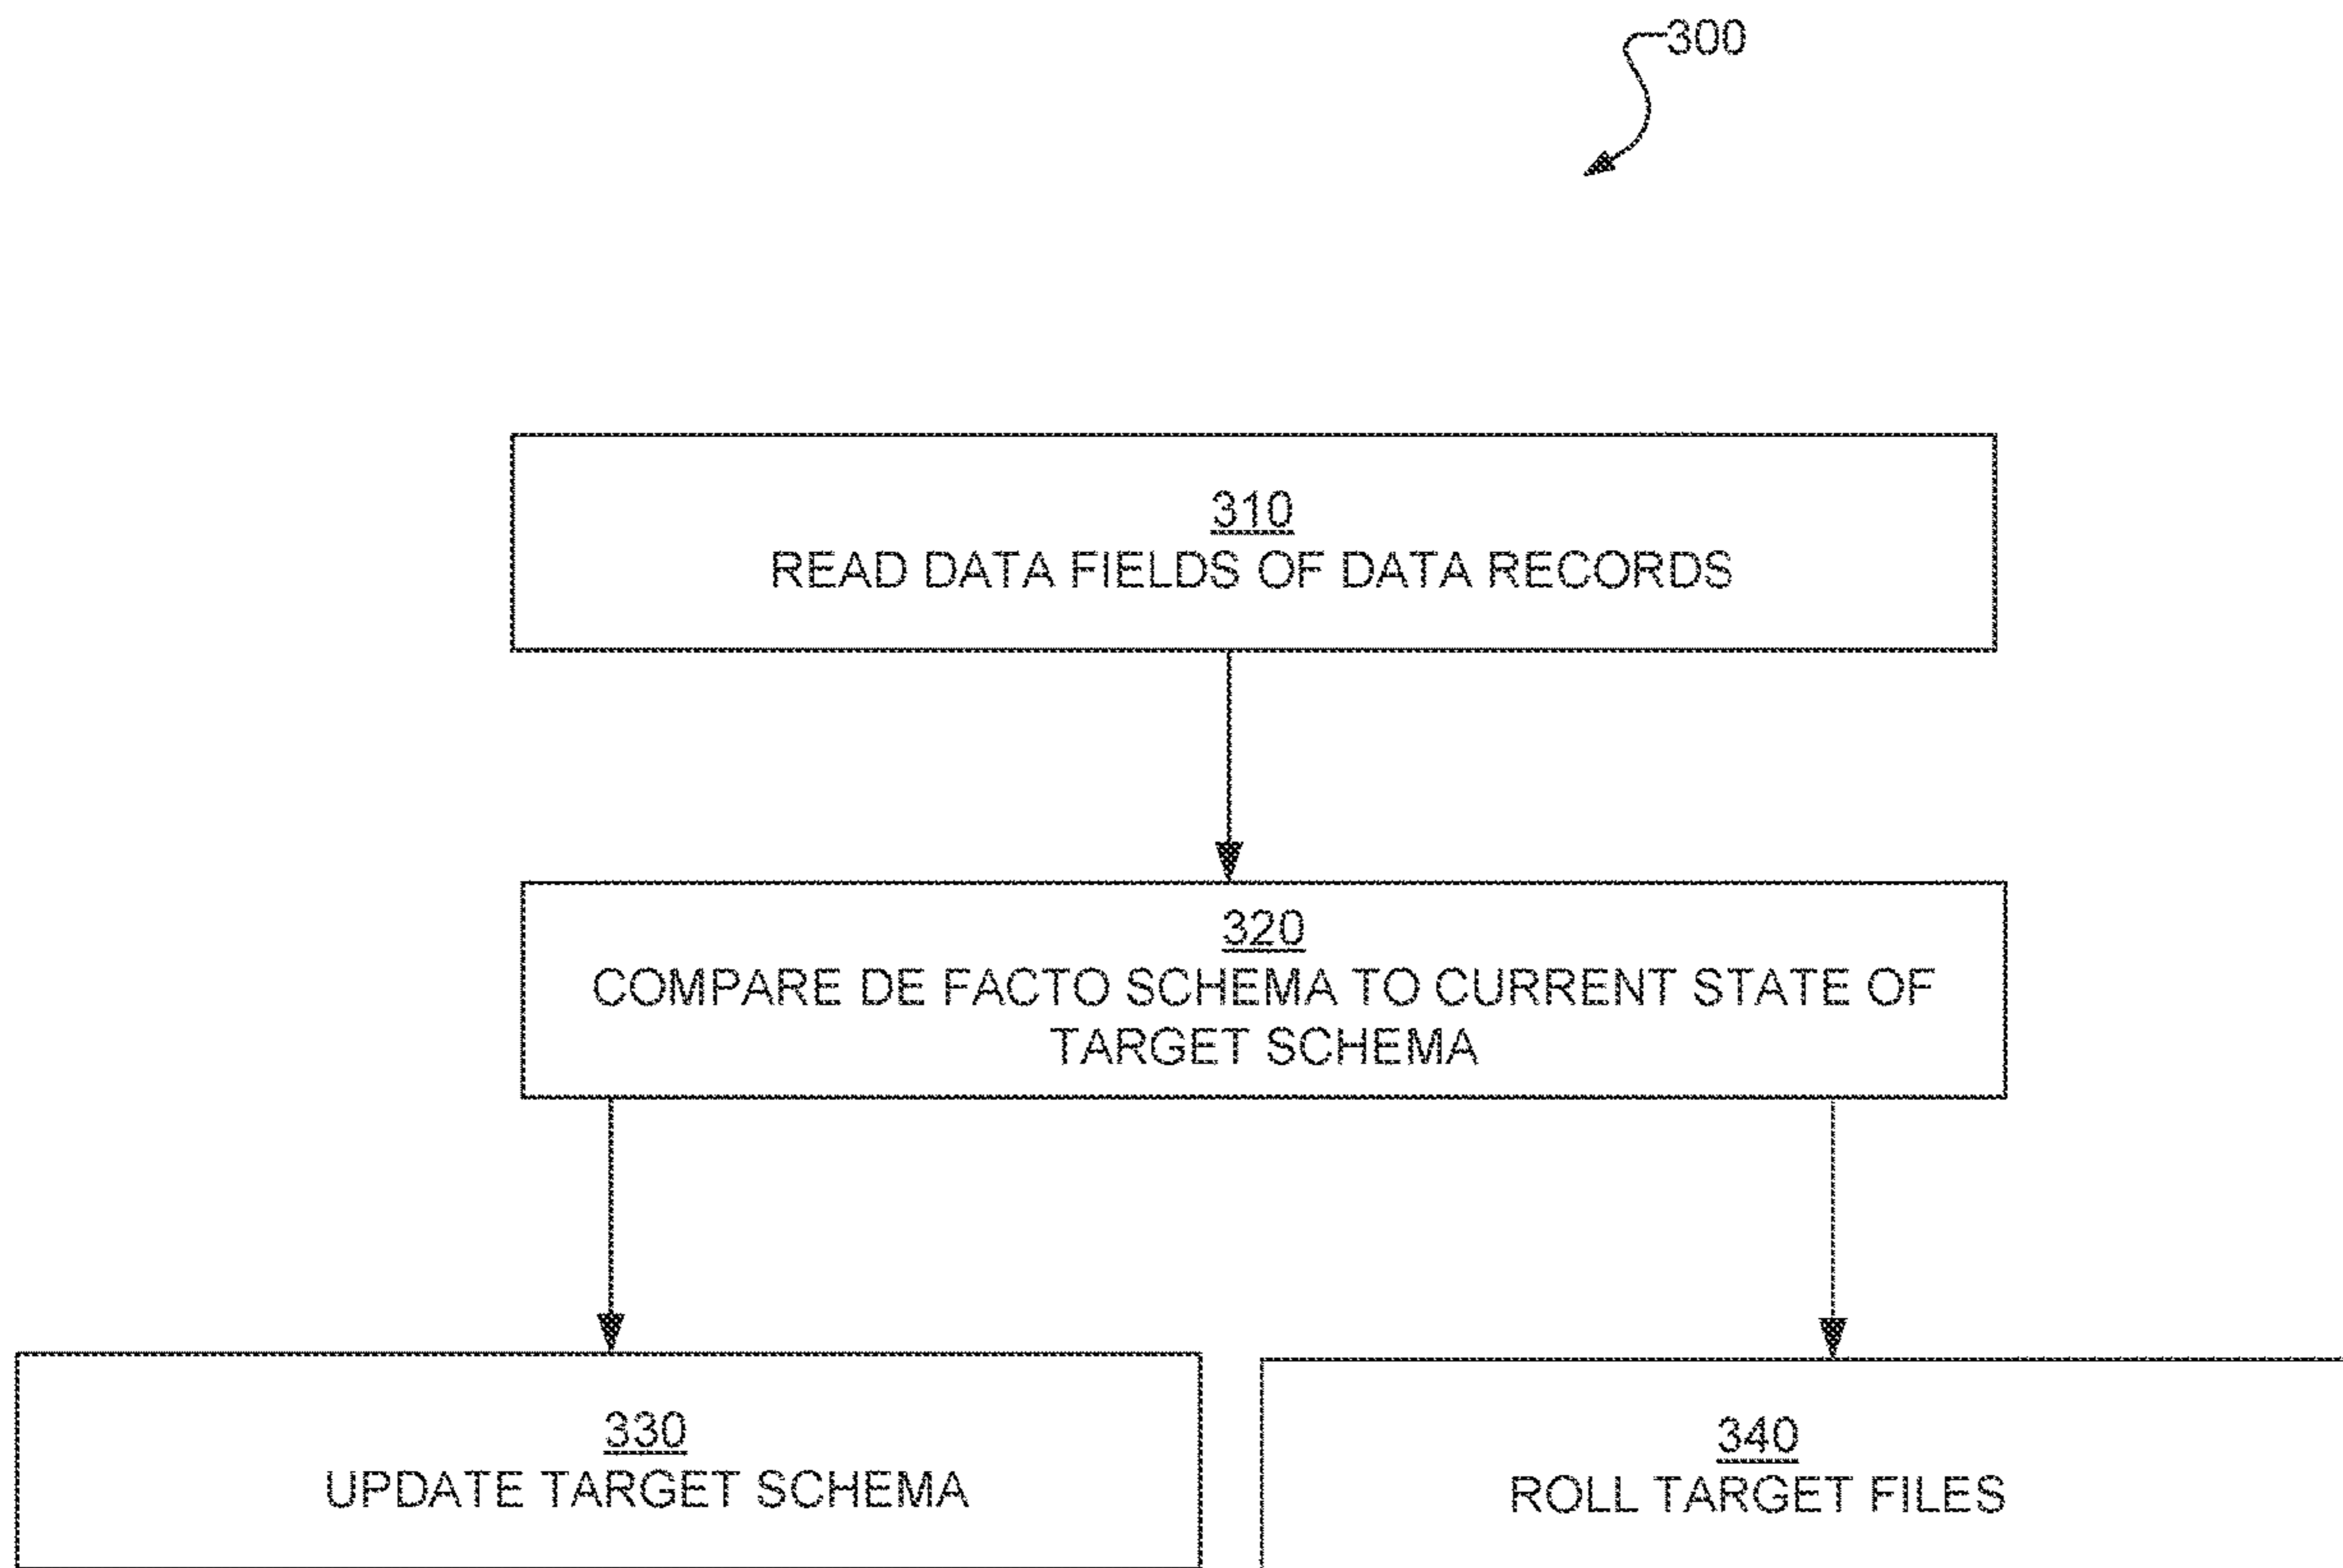 300
310
READ DATA FIELDS OF DATA RECORDS
320
COMPARE DE FACTO SCHEMA TO CURRENT STATE OF
TARGET SCHEMA
330
UPDATE TARGET SCHEMA
340
ROLL TARGET FILES